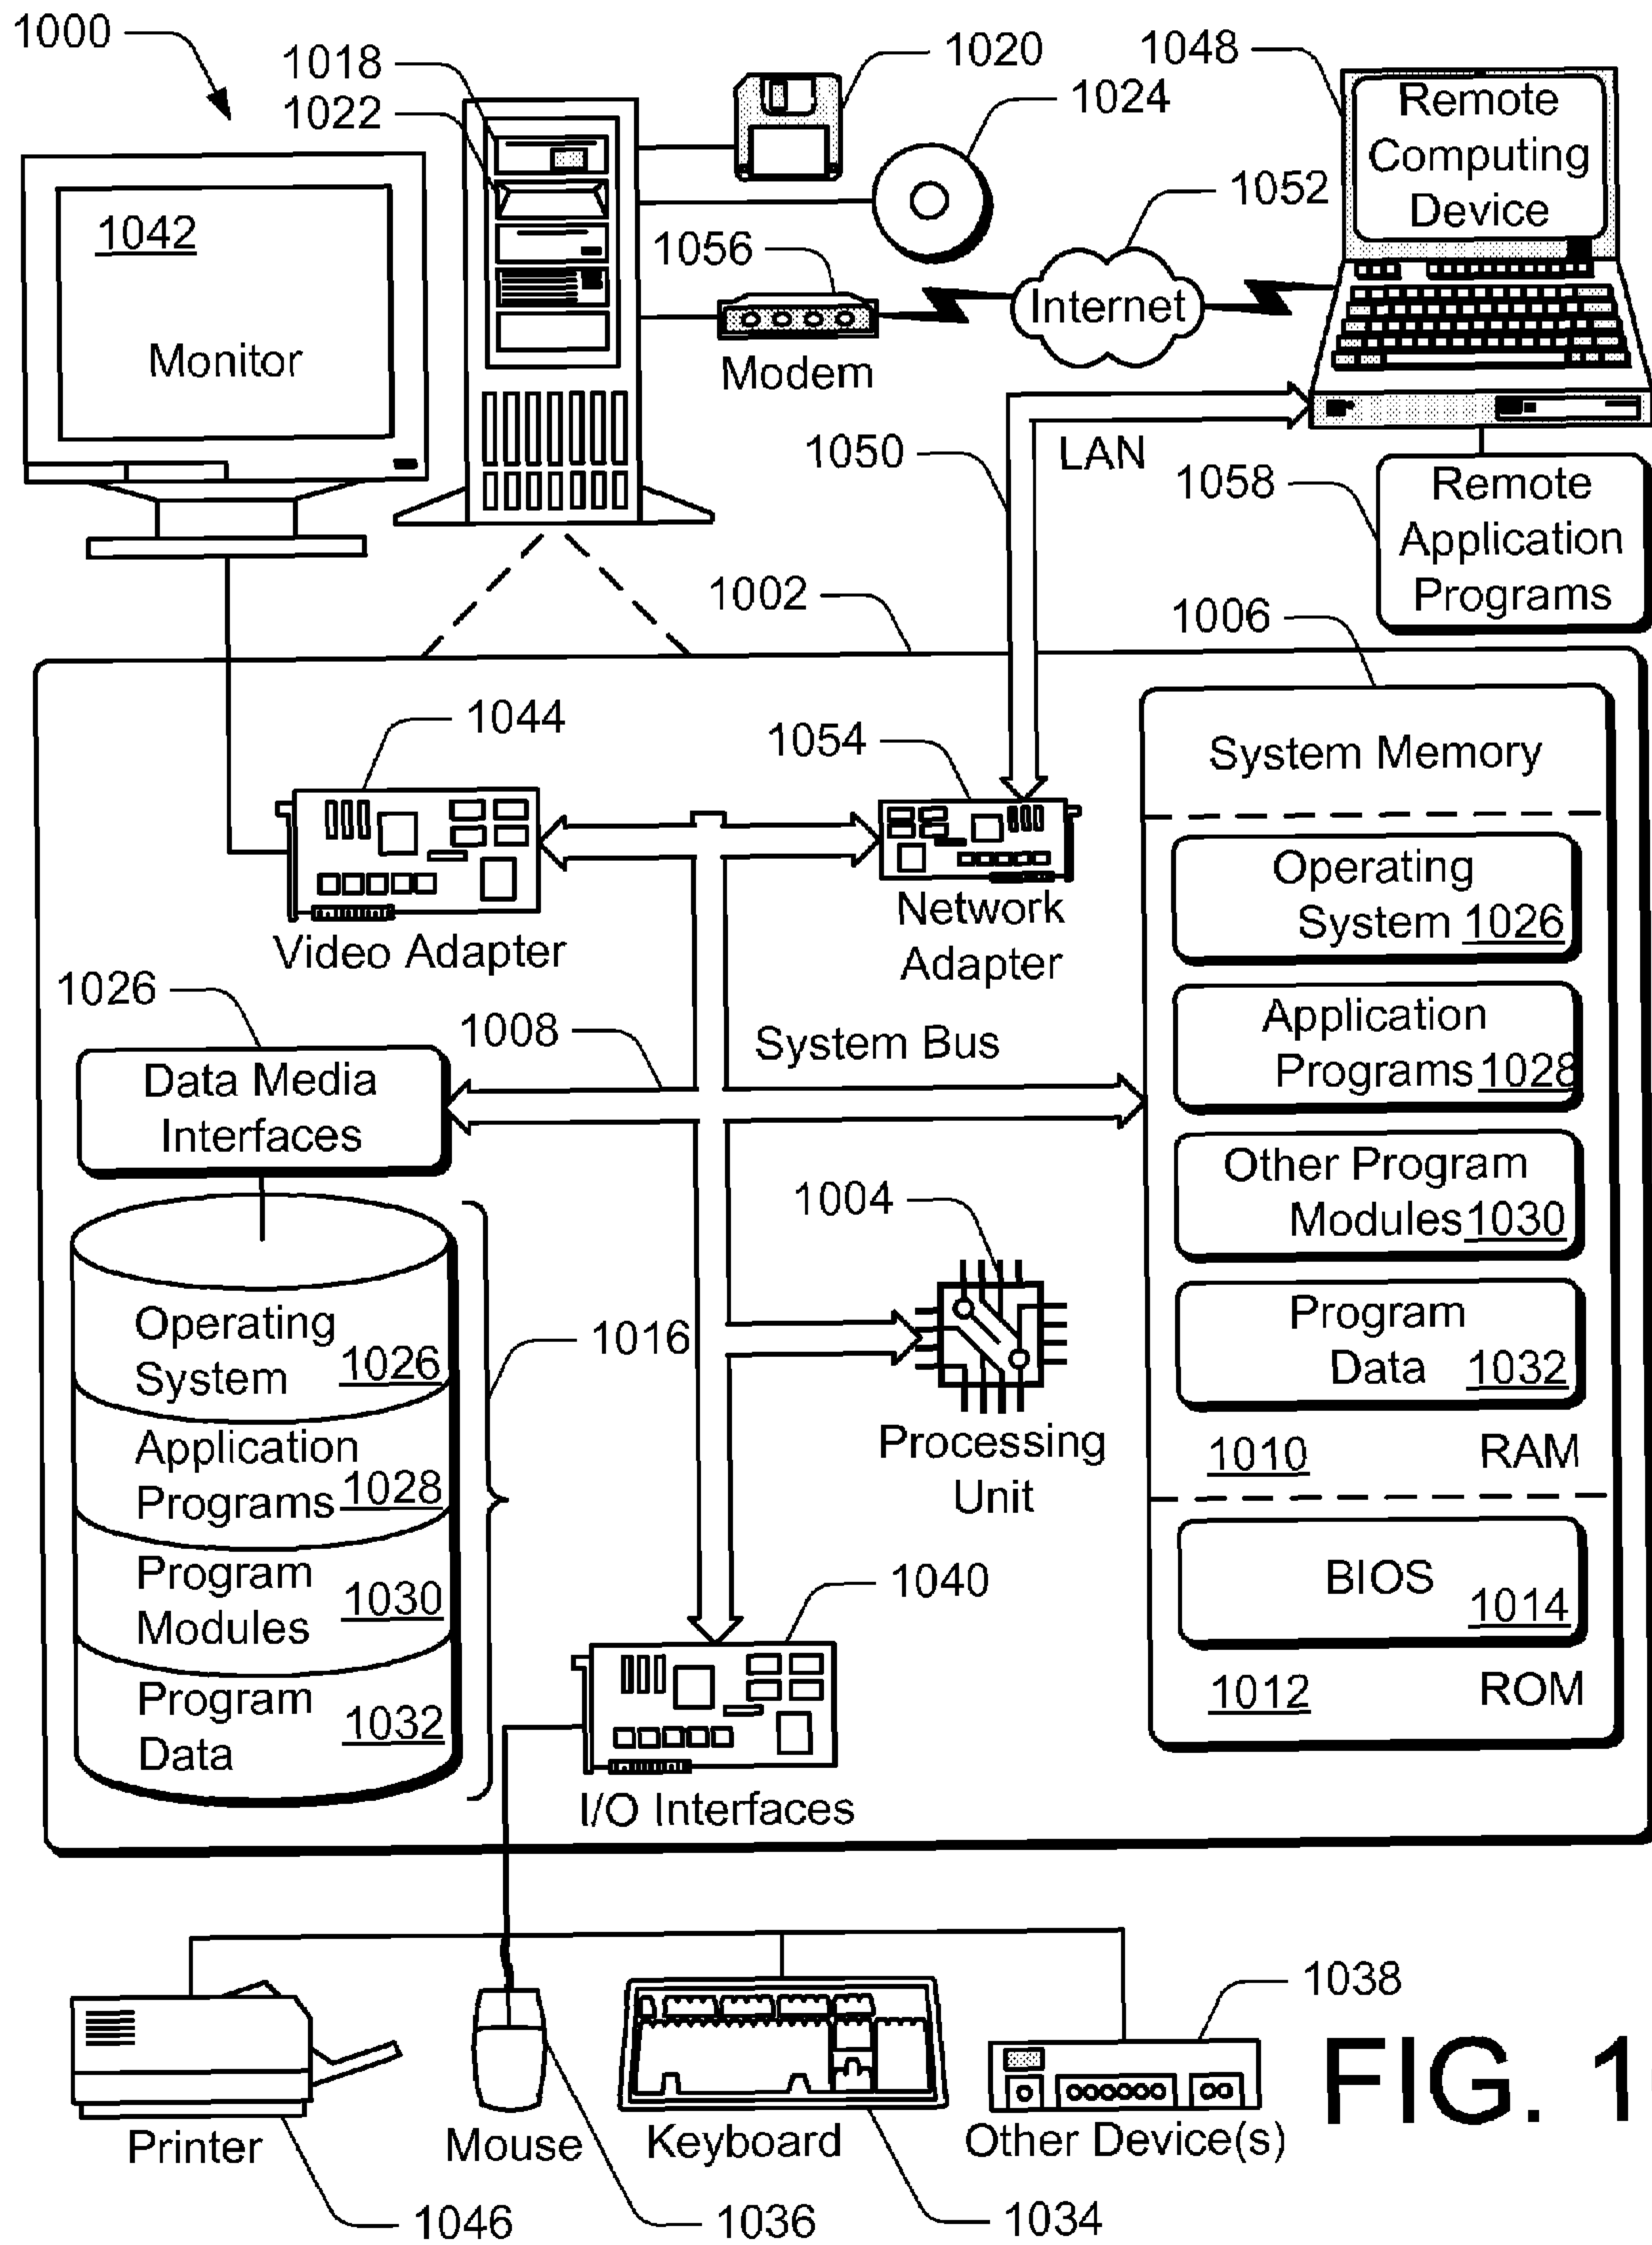 1000
1018
1022
1020
1024
1048
Remote
Computing
Device
1052
1042
Monitor
1056
Modem
Internet
1050
LAN
1058
Remote
Application
Programs
1002
1006
1044
1054
System Memory
Video Adapter
Network
Adapter
Operating
System 1026
1026
Data Media
Interfaces
1008
System Bus
Application
Programs 1028
Other Program
Modules 1030
1004
Operating
System 1026
1016
Program
Data 1032
Application
Programs 1028
Processing
Unit
1010 RAM
Program
Modules 1030
1040
BIOS
1014
Program
Data 1032
1012 ROM
I/O Interfaces
1038
Printer
Mouse
Keyboard
Other Device(s)
1046
1036
1034
FIG. 1